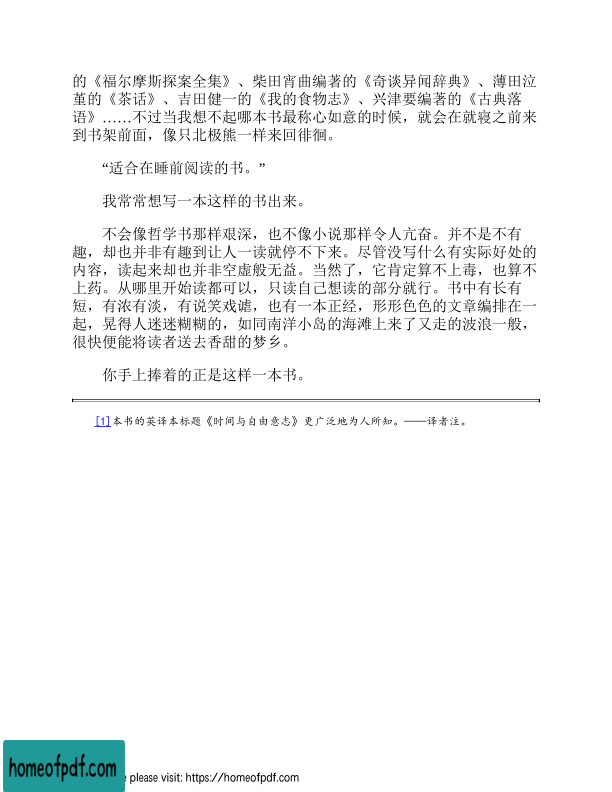 的《福尔摩斯探案全集》、柴田宵曲编著的《奇谈异闻辞典》、薄田泣
堇的《茶话》、吉田健一的《我的食物志》、兴津要编著的《古典落
语》……不过当我想不起哪本书最称心如意的时候，就会在就寝之前来
到书架前面，像只北极熊一样来回徘徊。
“适合在睡前阅读的书。”
我常常想写一本这样的书出来。
不会像哲学书那样艰深，也不像小说那样令人亢奋。并不是不有
趣，却也并非有趣到让人一读就停不下来。尽管没写什么有实际好处的
内容，读起来却也并非空虚般无益。当然了，它肯定算不上毒，也算不
上药。从哪里开始读都可以，只读自己想读的部分就行。书中有长有
短，有浓有淡，有说笑戏谑，也有一本正经，形形色色的文章编排在一
起，晃得人迷迷糊糊的，如同南洋小岛的海滩上来了又走的波浪一般，
很快便能将读者送去香甜的梦乡。
你手上捧着的正是这样一本书。
[1]本书的英译本标题《时间与自由意志》更广泛地为人所知。——译者注。
homeofpdf.com
e please visit: https://homeofpdf.com